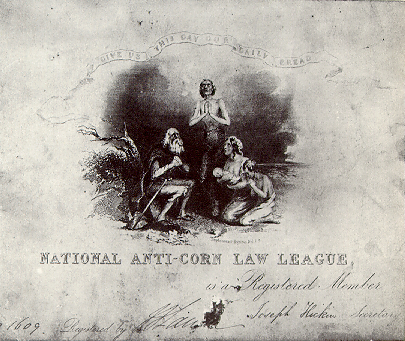 GIVE US THIS DAY OUR DAILY BREAD
NATIONAL ANTI-CORN LAW LEAGUE,
is a Registered Member
Joseph Hickin Secretary
1609. Registered by